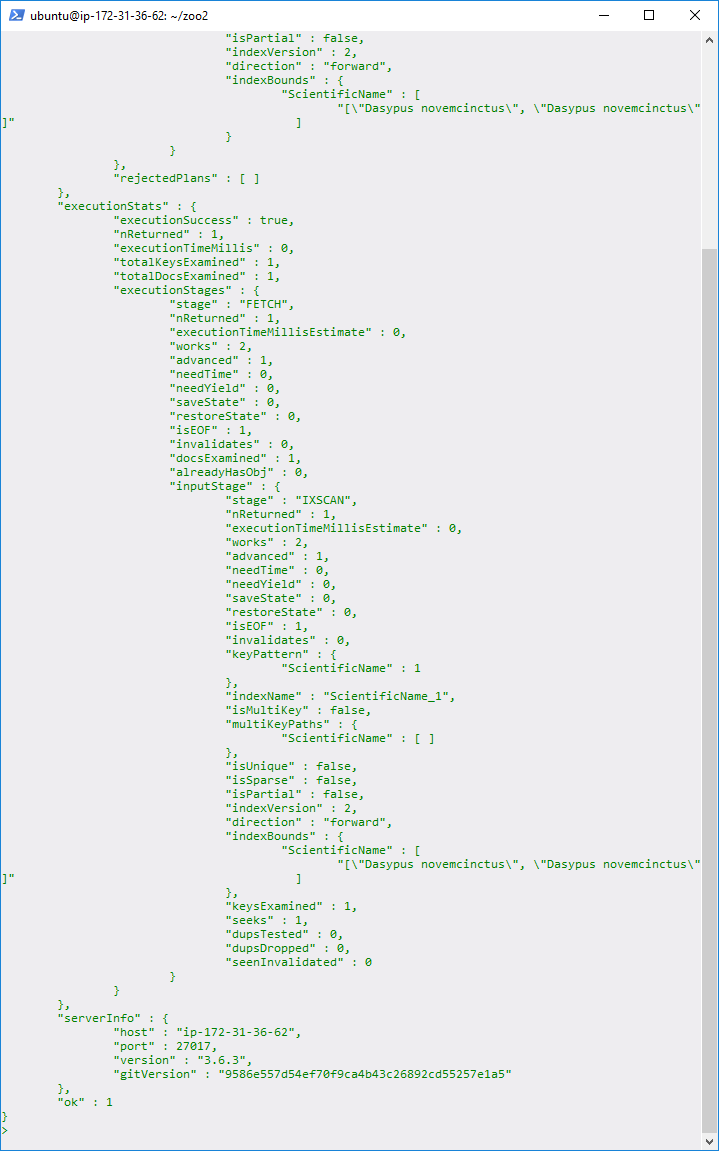 ubuntu@ip-172-31-36-62: ~/zoo2
"isPartial" : false,
"indexVersion" : 2,
"direction" : "forward",
"indexBounds" : {
"ScientificName" : [
"[\"Dasypus novemcinctus\", \"Dasypus novemcinctus\"
]" ]
}
}
},
"rejectedPlans" : [ ]
},
"executionStats" : {
"executionSuccess" : true,
"nReturned" : 1,
"executionTimeMillis" : 0,
"totalKeysExamined" : 1,
"totalDocsExamined" : 1,
"executionStages" : {
"stage" : "FETCH",
"nReturned" : 1,
"executionTimeMillisEstimate" : 0,
"works" : 2,
"advanced" : 1,
"needTime" : 0,
"needYield" : 0,
"saveState" : 0,
"restoreState" : 0,
"isEOF" : 1,
"invalidates" : 0,
"docsExamined" : 1,
"alreadyHasObj" : 0,
"inputStage" : {
"stage" : "IXSCAN",
"nReturned" : 1,
"executionTimeMillisEstimate" : 0,
"works" : 2,
"advanced" : 1,
"needTime" : 0,
"needYield" : 0,
"saveState" : 0,
"restoreState" : 0,
"isEOF" : 1,
"invalidates" : 0,
"keyPattern" : {
"ScientificName" : 1
},
"indexName" : "ScientificName_1",
"isMultiKey" : false,
"multiKeyPaths" : {
"ScientificName" : [ ]
},
"isUnique" : false,
"isSparse" : false,
"isPartial" : false,
"indexVersion" : 2,
"direction" : "forward",
"indexBounds" : {
"ScientificName" : [
"[\"Dasypus novemcinctus\", \"Dasypus novemcinctus\"
]" ]
},
"keysExamined" : 1,
"seeks" : 1,
"dupsTested" : 0,
"dupsDropped" : 0,
"seenInvalidated" : 0
}
}
},
"serverInfo" : {
"host" : "ip-172-31-36-62",
"port" : 27017,
"version" : "3.6.3",
"gitVersion" : "9586e557d54ef70f9ca4b43c26892cd55257e1a5"
},
"ok" : 1
}
>